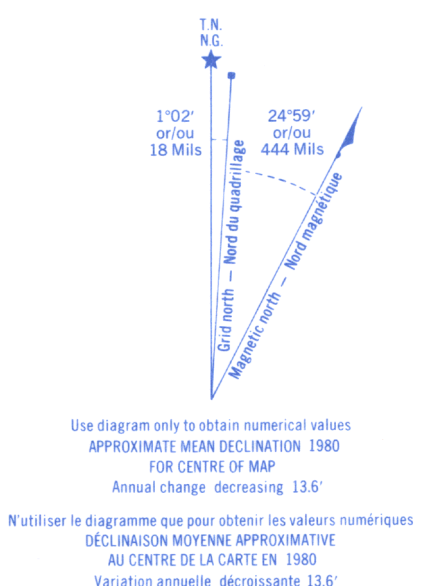 T.N.
N.G.
1°02′
or/ou
18 Mils
24°59′
or/ou
444 Mils
Grid north — Nord du quadrillage
Magnetic north — Nord magnétique
Use diagram only to obtain numerical values
APPROXIMATE MEAN DECLINATION 1980
FOR CENTRE OF MAP
Annual change decreasing 13.6′
N'utiliser le diagramme que pour obtenir les valeurs numériques
DÉCLINAISON MOYENNE APPROXIMATIVE
AU CENTRE DE LA CARTE EN 1980
Variation annuelle décroissante 13.6′